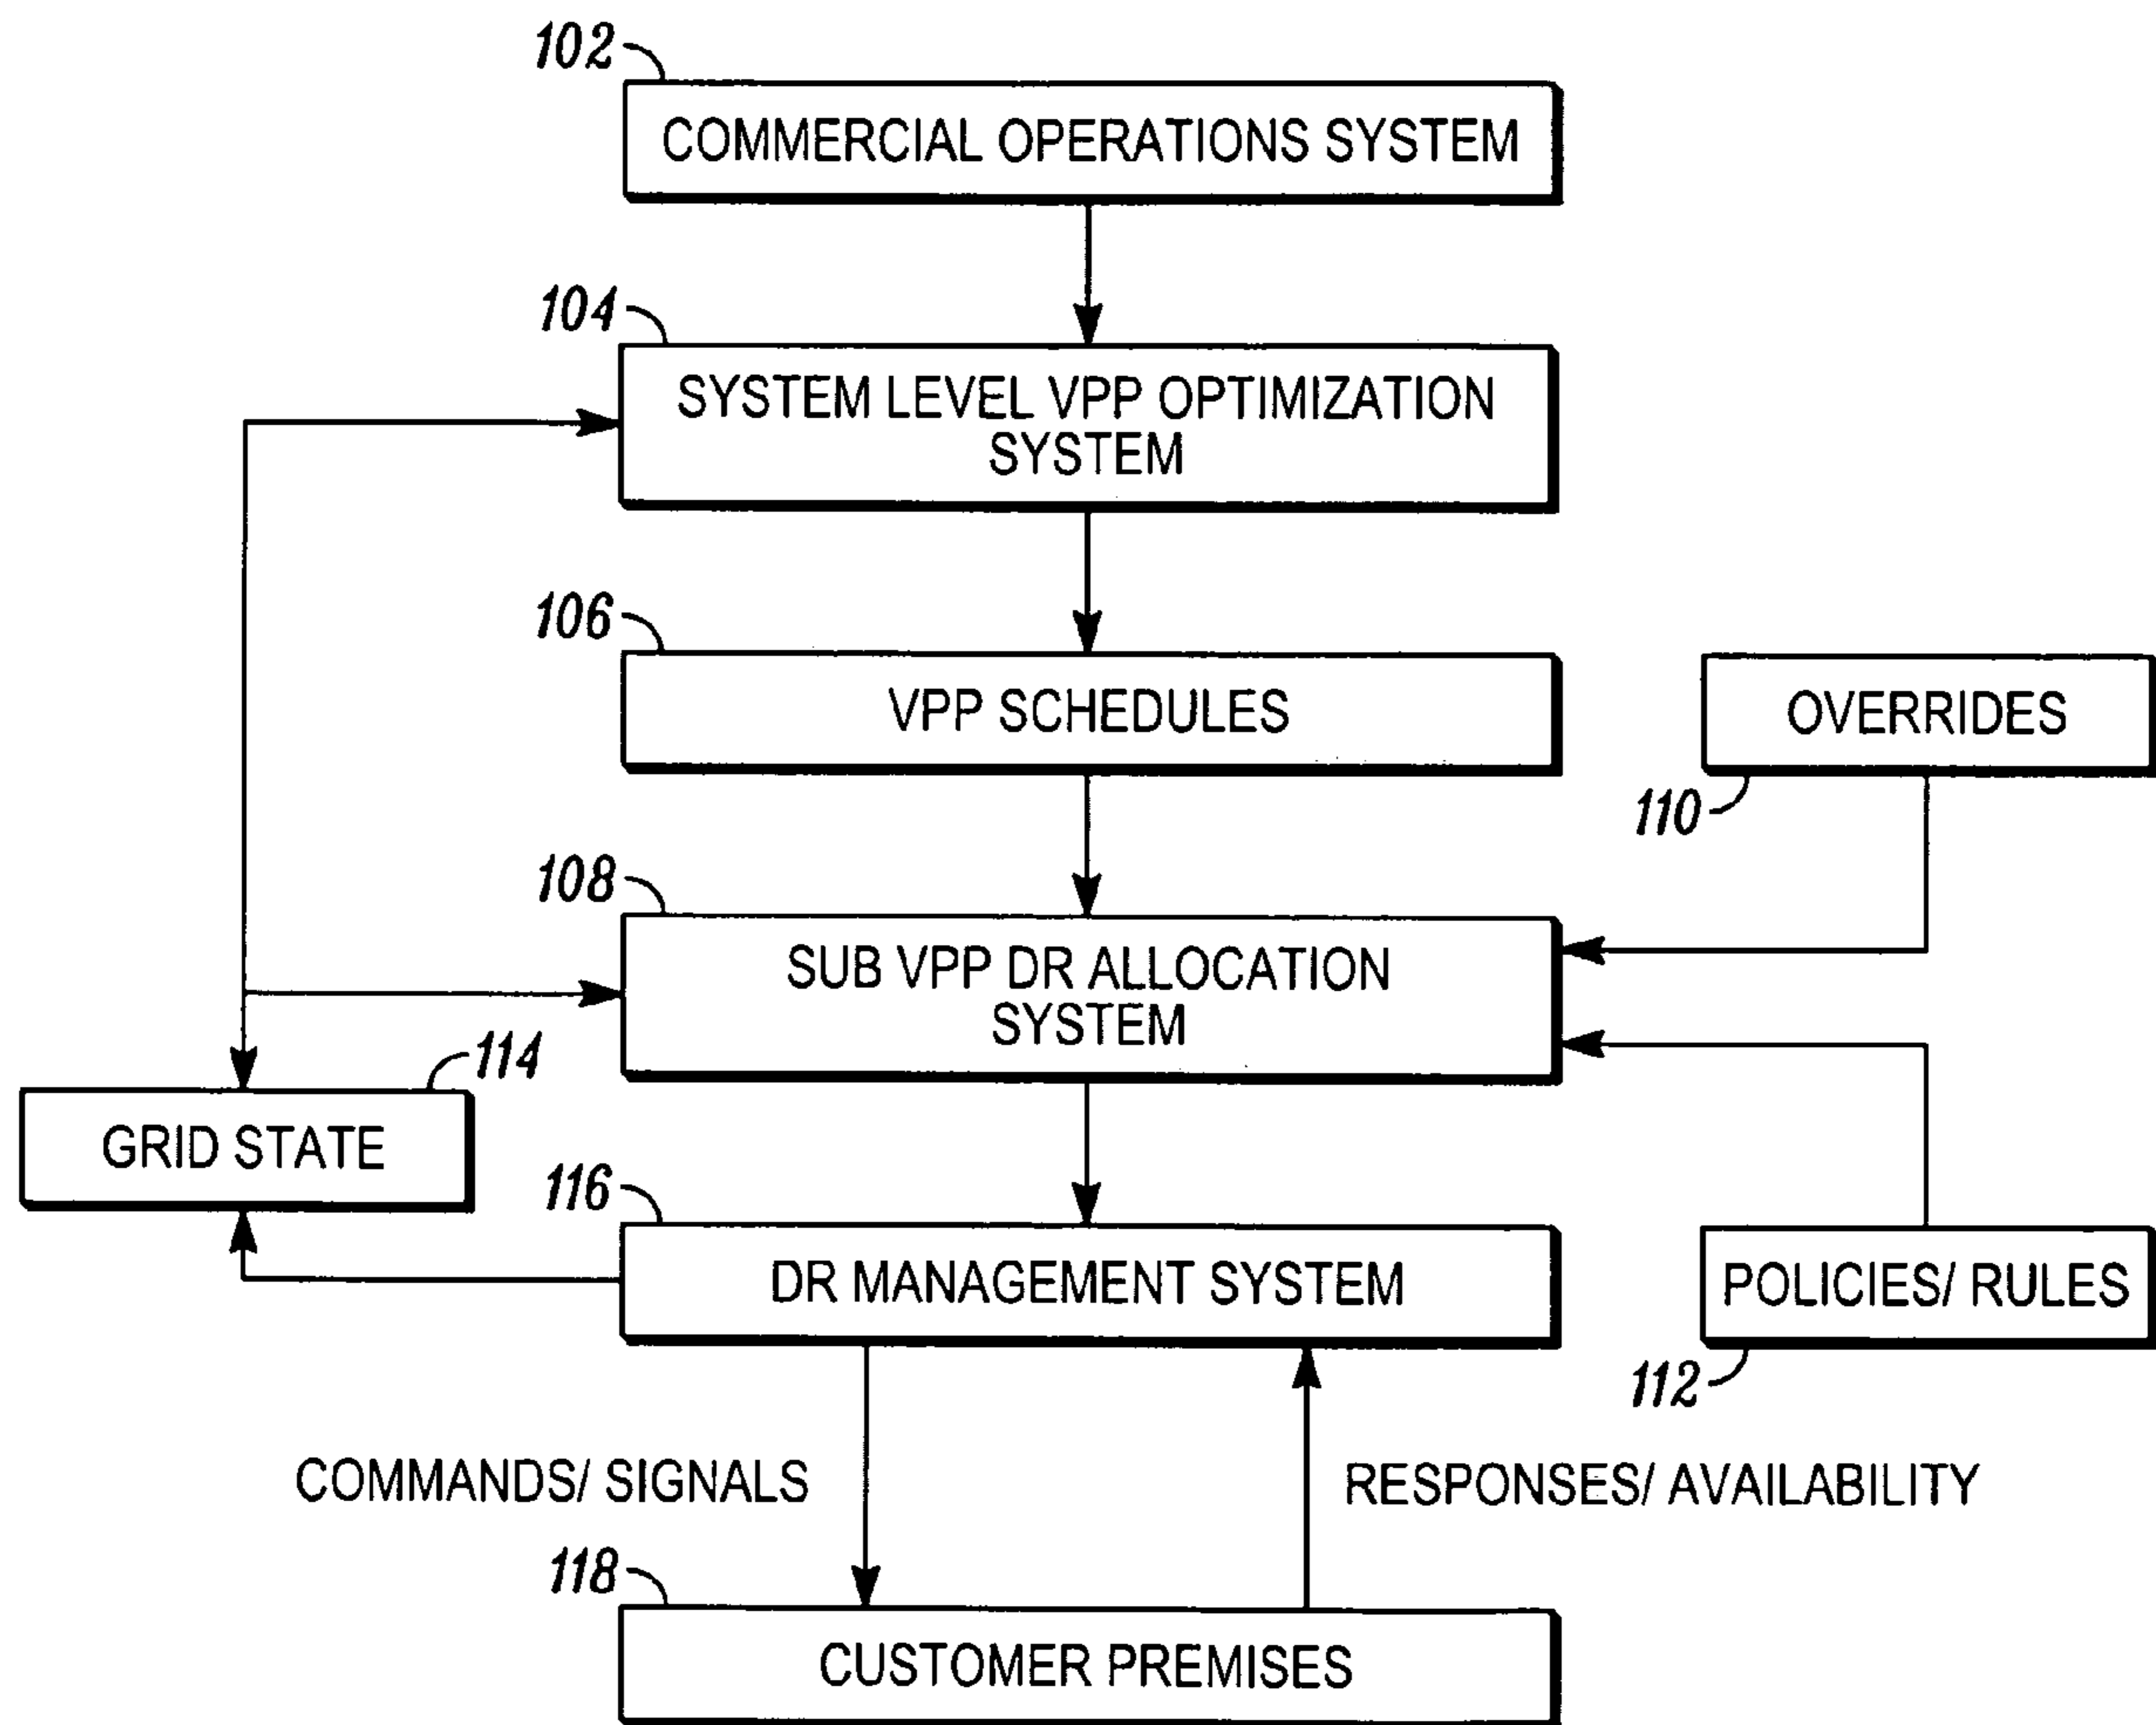 102
COMMERCIAL OPERATIONS SYSTEM
104
SYSTEM LEVEL VPP OPTIMIZATION
SYSTEM
106
VPP SCHEDULES
OVERRIDES
110
108
SUB VPP DR ALLOCATION
SYSTEM
114
GRID STATE
116
DR MANAGEMENT SYSTEM
POLICIES/ RULES
112
COMMANDS/ SIGNALS
RESPONSES/ AVAILABILITY
118
CUSTOMER PREMISES